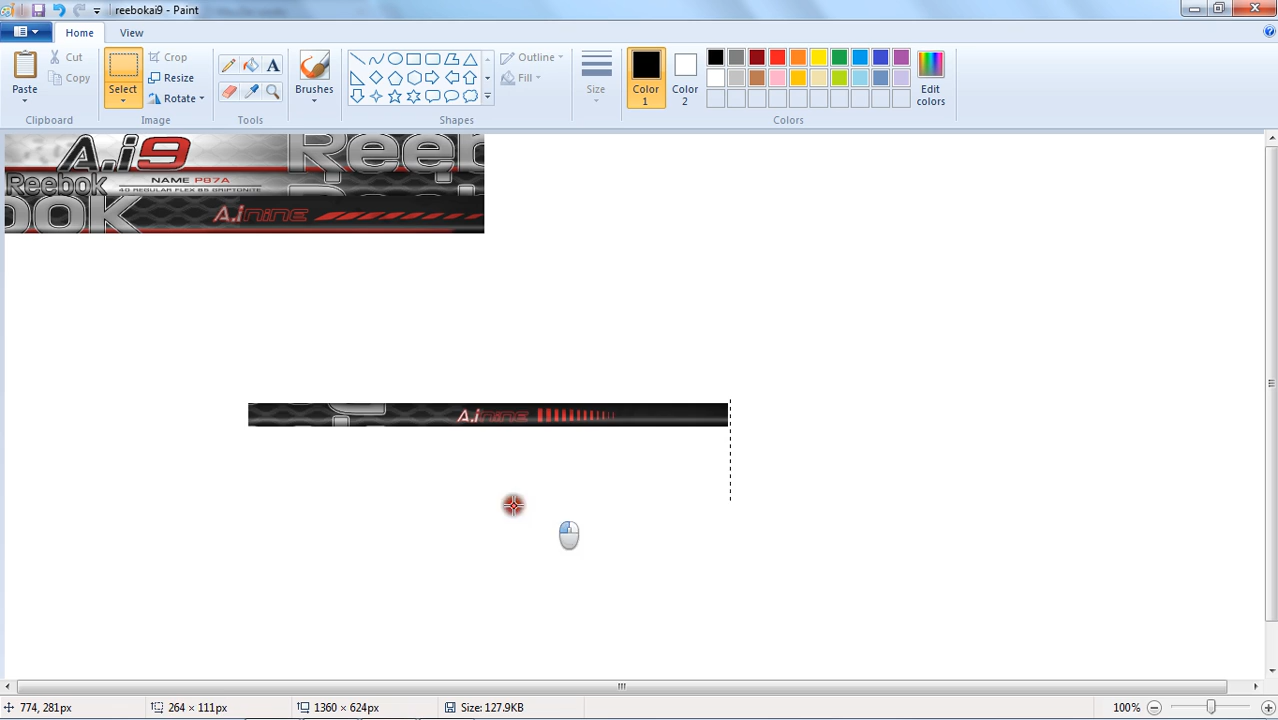 reebokai9 - Paint
Home View
Paste
Cut
Copy
Clipboard
Select
Crop
Resize
Rotate
Image
A
Tools
Brushes
Outline
Fill
Shapes
Size
Color 1
Color 2
Edit colors
Colors
A.i9
Reebok
NAME P87A
Reeb
ook
A.inine
A.inine
774, 281px
264 × 111px
1360 × 624px
Size: 127.9KB
100%